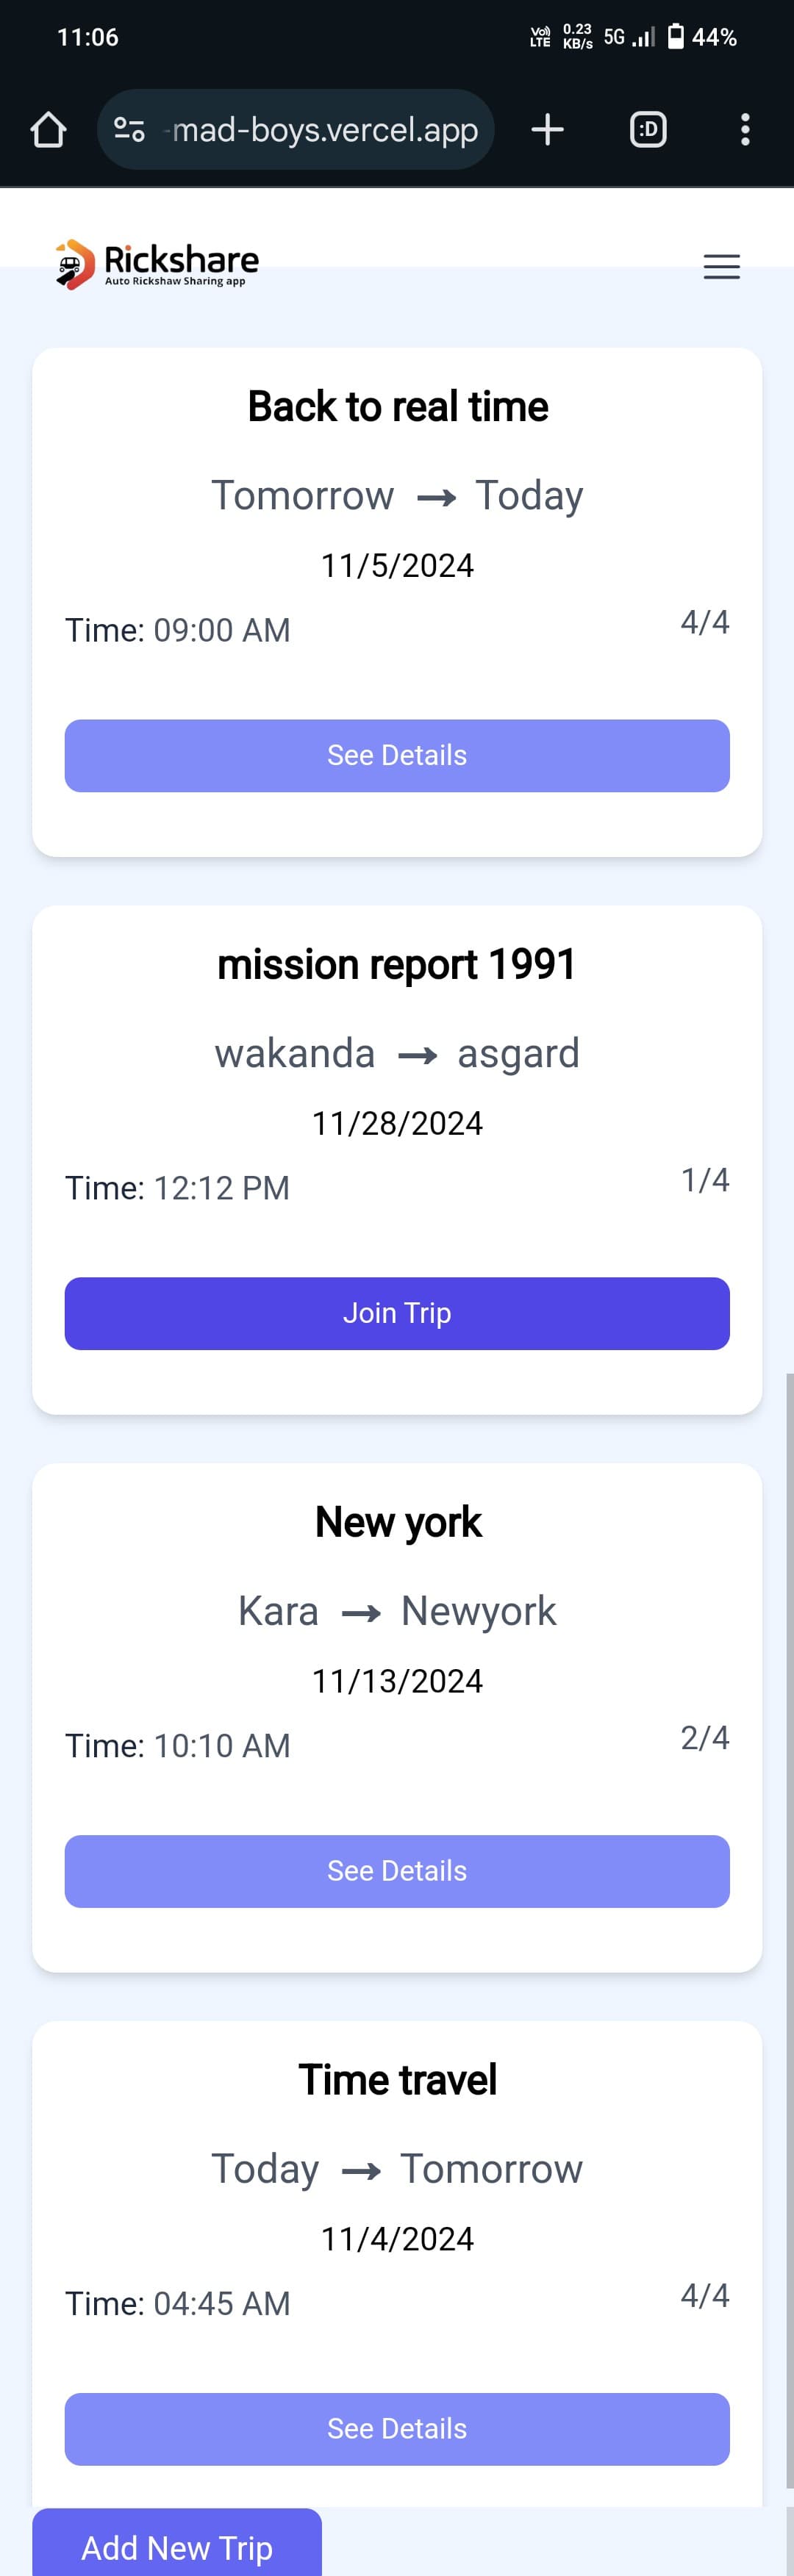 11:06
Vo)) LTE 0.23 KB/s 5G 44%
-mad-boys.vercel.app
:D
Rickshare
Auto Rickshaw Sharing app
Back to real time
Tomorrow → Today
11/5/2024
Time: 09:00 AM 4/4
See Details
mission report 1991
wakanda → asgard
11/28/2024
Time: 12:12 PM 1/4
Join Trip
New york
Kara → Newyork
11/13/2024
Time: 10:10 AM 2/4
See Details
Time travel
Today → Tomorrow
11/4/2024
Time: 04:45 AM 4/4
See Details
Add New Trip